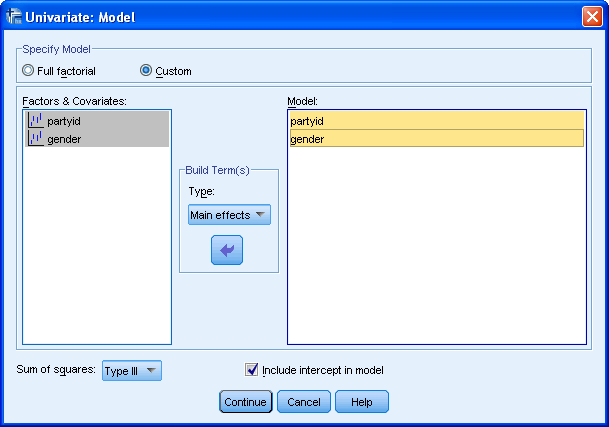 Univariate: Model
Specify Model
Full factorial
Custom
Factors & Covariates:
partyid
gender
Build Term(s)
Type:
Main effects
Model:
partyid
gender
Sum of squares:
Type III
Include intercept in model
Continue
Cancel
Help